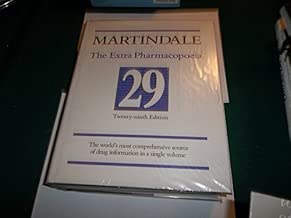 MARTINDALE
The Extra Pharmacopoeia
29
Twenty-ninth Edition
The world's most comprehensive source
of drug information in a single volume